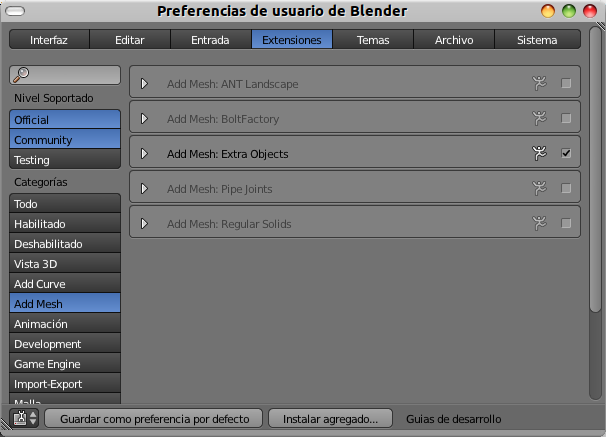 Preferencias de usuario de Blender
Interfaz Editar Entrada Extensiones Temas Archivo Sistema
Nivel Soportado
Official
Community
Testing
Categorías
Todo
Habilitado
Deshabilitado
Vista 3D
Add Curve
Add Mesh
Animación
Development
Game Engine
Import-Export
Malla
Add Mesh: ANT Landscape
Add Mesh: BoltFactory
Add Mesh: Extra Objects
Add Mesh: Pipe Joints
Add Mesh: Regular Solids
Guardar como preferencia por defecto Instalar agregado... Guias de desarrollo